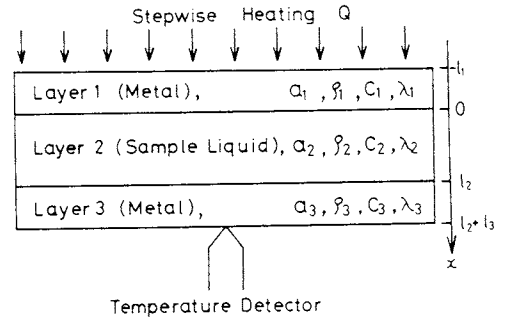 Stepwise Heating Q
-l₁
Layer 1 (Metal), a₁, ρ₁, C₁, λ₁
0
Layer 2 (Sample Liquid), a₂, ρ₂, C₂, λ₂
l₂
Layer 3 (Metal), a₃, ρ₃, C₃, λ₃
l₂+l₃
x
Temperature Detector